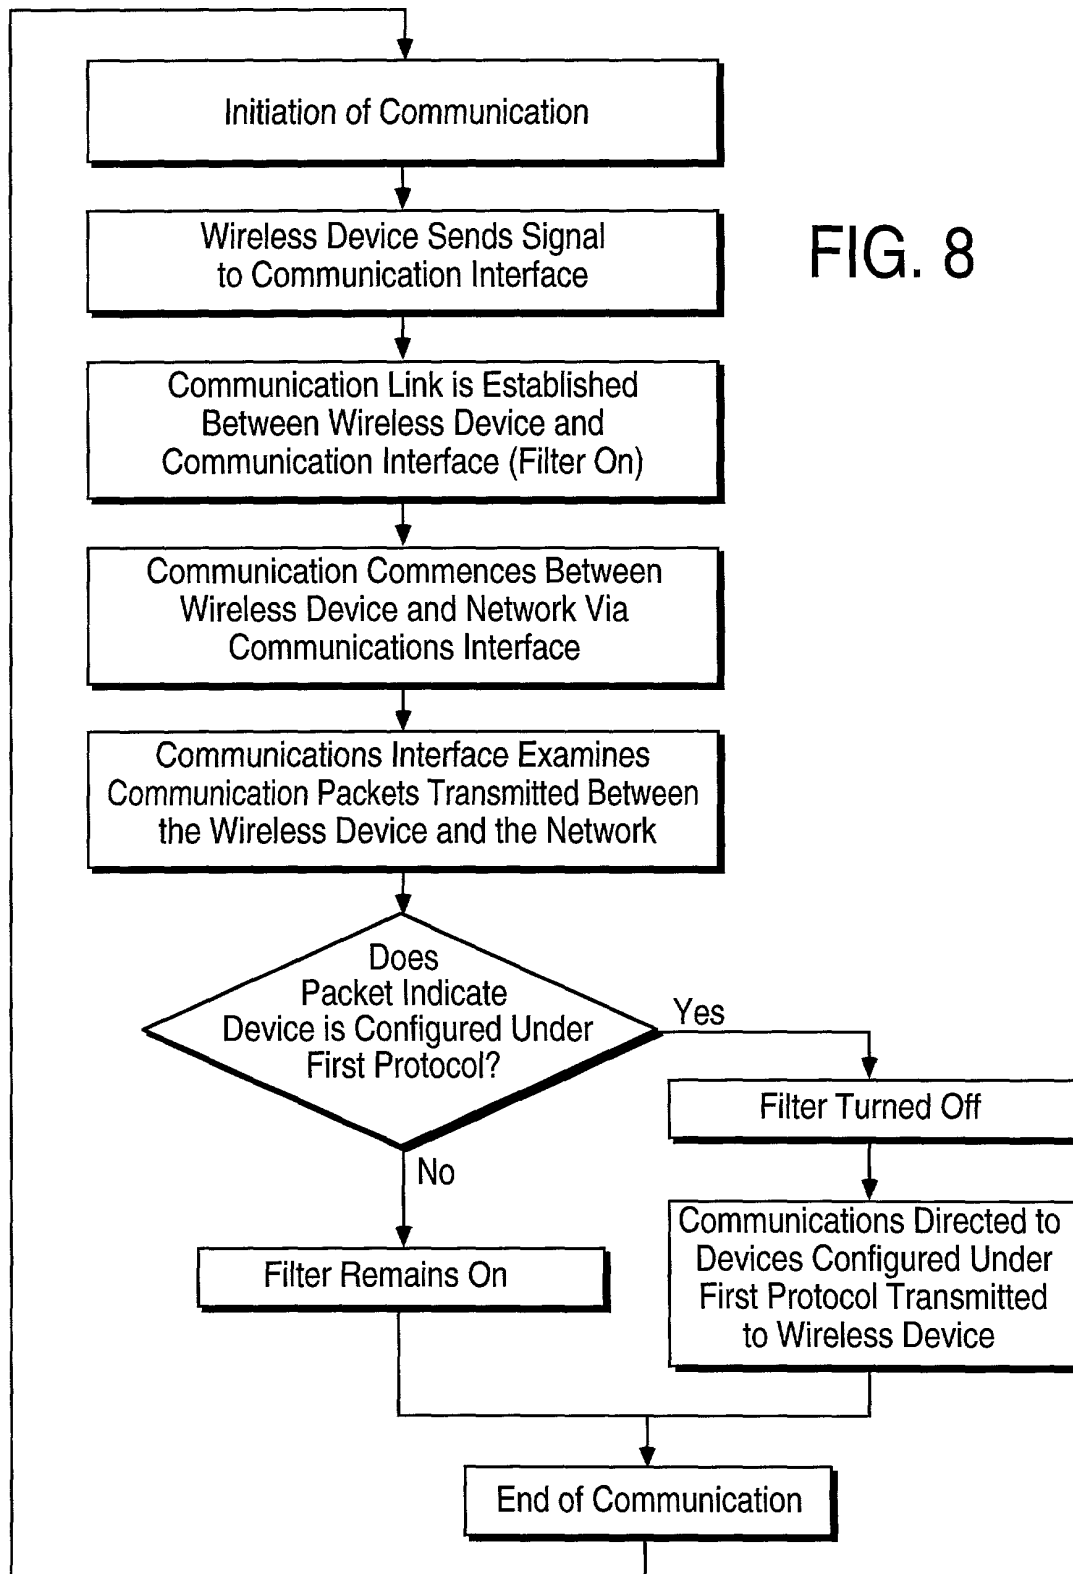 Initiation of Communication
Wireless Device Sends Signal
to Communication Interface
FIG. 8
Communication Link is Established
Between Wireless Device and
Communication Interface (Filter On)
Communication Commences Between
Wireless Device and Network Via
Communications Interface
Communications Interface Examines
Communication Packets Transmitted Between
the Wireless Device and the Network
Does
Packet Indicate
Device is Configured Under
First Protocol?
Yes
No
Filter Turned Off
Communications Directed to
Devices Configured Under
First Protocol Transmitted
to Wireless Device
Filter Remains On
End of Communication